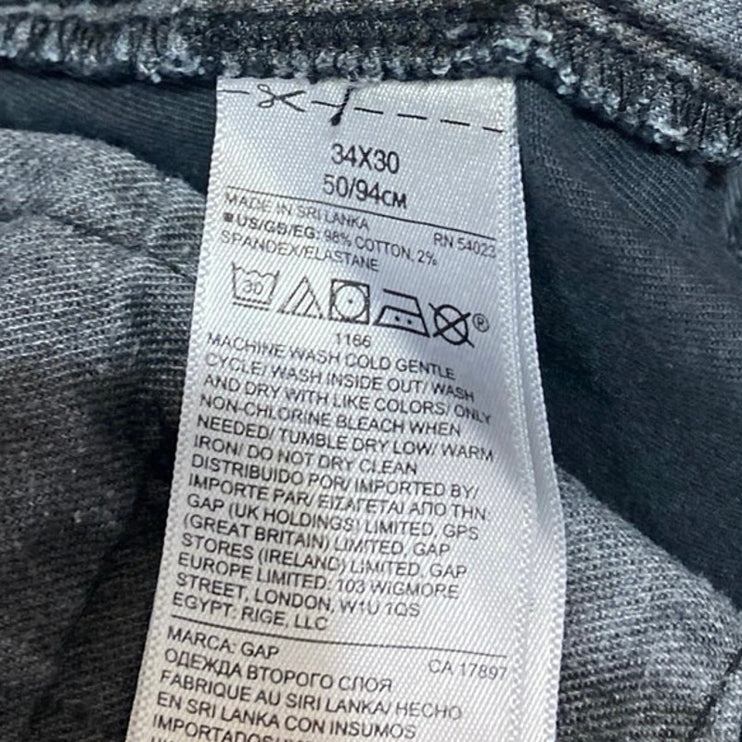 34X30
50/94CM
MADE IN SRI LANKA RN 54023
US/GB/EG: 98% COTTON, 2%
SPANDEX/ELASTANE
30
®
1166
MACHINE WASH COLD GENTLE
CYCLE/ WASH INSIDE OUT/ WASH
AND DRY WITH LIKE COLORS/ ONLY
NON-CHLORINE BLEACH WHEN
NEEDED/ TUMBLE DRY LOW/ WARM
IRON/ DO NOT DRY CLEAN
DISTRIBUIDO POR/ IMPORTED BY/
IMPORTE PAR/ ΕΙΣΑΓΕΤΑΙ ΑΠΟ ΤΗΝ.
GAP (UK HOLDINGS) LIMITED, GPS
(GREAT BRITAIN) LIMITED, GAP
STORES (IRELAND) LIMITED, GAP
EUROPE LIMITED: 103 WIGMORE
STREET, LONDON, W1U 1QS
EGYPT: RIGE, LLC
MARCA: GAP CA 17897
ОДЕЖДА ВТОРОГО СЛОЯ
FABRIQUE AU SIRI LANKA/ HECHO
EN SRI LANKA CON INSUMOS
IMPORTADOS/